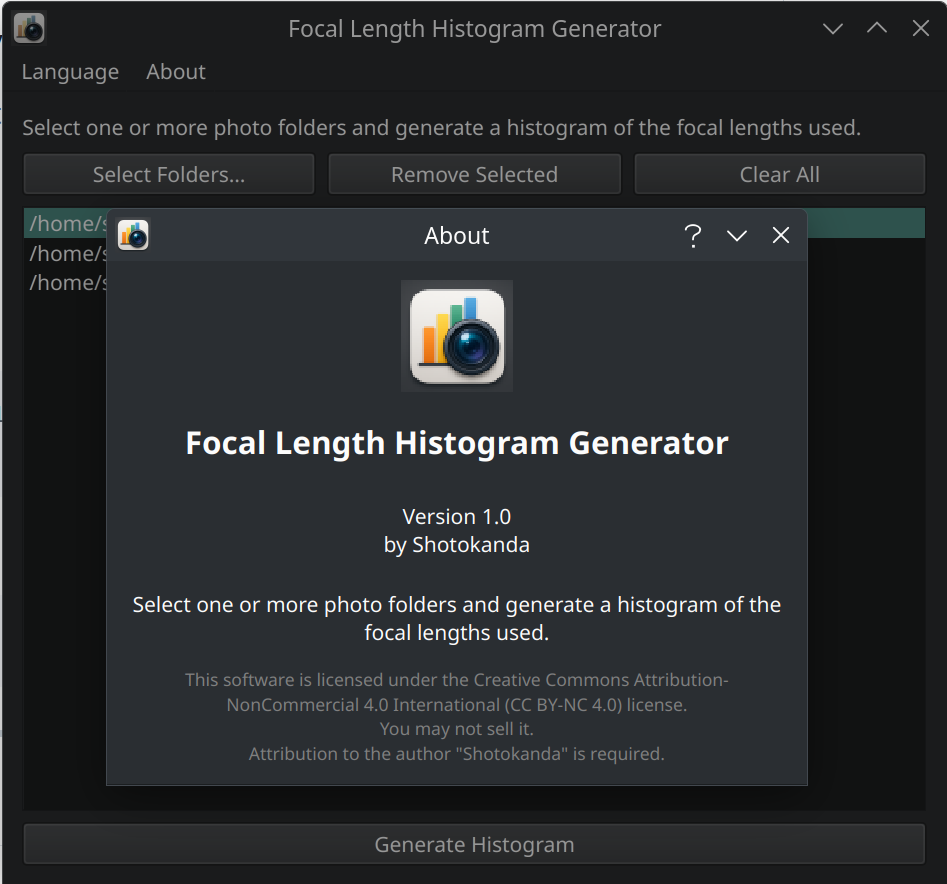 Focal Length Histogram Generator
Language About
Select one or more photo folders and generate a histogram of the focal lengths used.
Select Folders... Remove Selected Clear All
/home/s
/home/s
/home/s
About
Focal Length Histogram Generator
Version 1.0
by Shotokanda
Select one or more photo folders and generate a histogram of the
focal lengths used.
This software is licensed under the Creative Commons Attribution-
NonCommercial 4.0 International (CC BY-NC 4.0) license.
You may not sell it.
Attribution to the author "Shotokanda" is required.
Generate Histogram